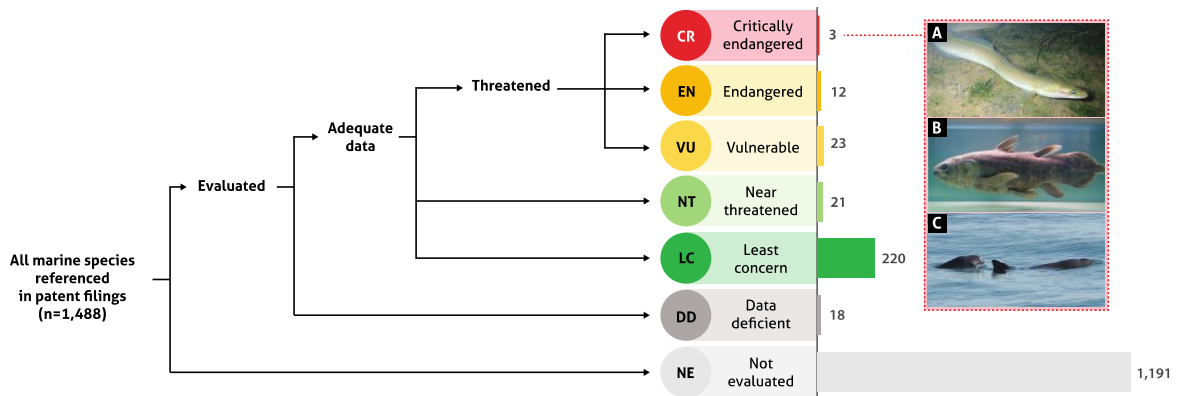 All marine species
referenced
in patent filings
(n=1,488)
Evaluated
Adequate
data
Threatened
CR
Critically
endangered
3
EN
Endangered
12
VU
Vulnerable
23
NT
Near
threatened
21
LC
Least
concern
220
DD
Data
deficient
18
NE
Not
evaluated
1,191
A
B
C